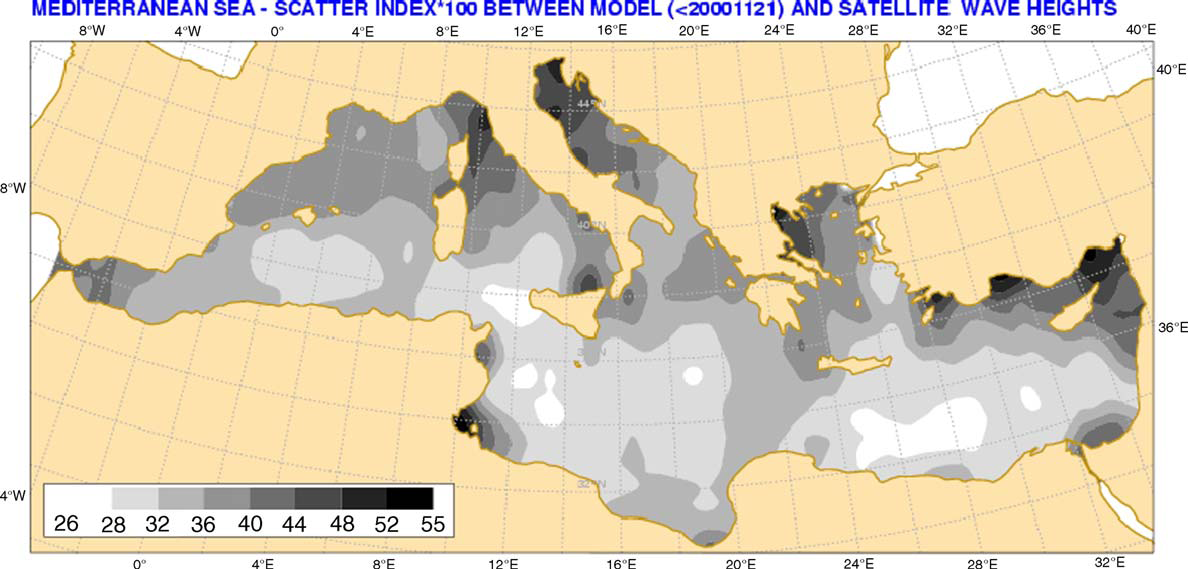 MEDITERRANEAN SEA - SCATTER INDEX*100 BETWEEN MODEL (<20001121) AND SATELLITE WAVE HEIGHTS
8°W 4°W 0° 4°E 8°E 12°E 16°E 20°E 24°E 28°E 32°E 36°E 40°E
40°E
44°N
8°W
40°N
36°E
32°N
4°W
26 28 32 36 40 44 48 52 55
0° 4°E 8°E 12°E 16°E 20°E 24°E 28°E 32°E